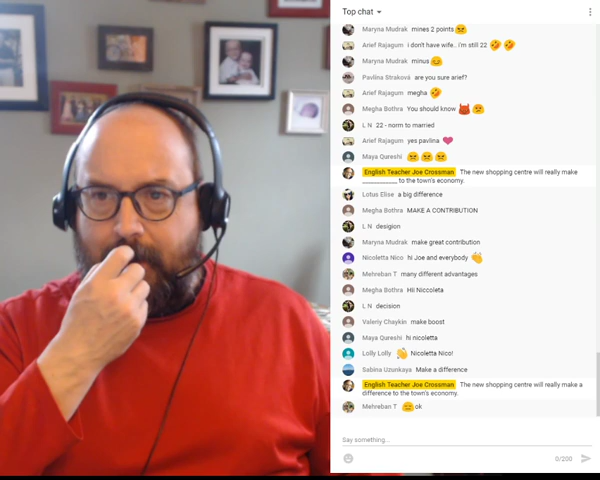 Top chat
Maryna Mudrak mines 2 points
Arief Rajagum i don't have wife.. i'm still 22
Maryna Mudrak minus
Pavlína Straková are you sure arief?
Arief Rajagum megha
Megha Bothra You should know
L N 22 - norm to married
Arief Rajagum yes pavlina
Maya Qureshi
English Teacher Joe Crossman The new shopping centre will really make
___________ to the town's economy.
Lotus Elise a big difference
Megha Bothra MAKE A CONTRIBUTION
L N desigion
Maryna Mudrak make great contribution
Nicoletta Nico hi Joe and everybody
Mehreban T many different advantages
Megha Bothra Hii Niccoleta
L N decision
Valeriy Chaykin make boost
Maya Qureshi hi nicoletta
Lolly Lolly Nicoletta Nico!
Sabina Uzunkaya Make a difference
English Teacher Joe Crossman The new shopping centre will really make a
difference to the town's economy.
Mehreban T ok
Say something...
0/200